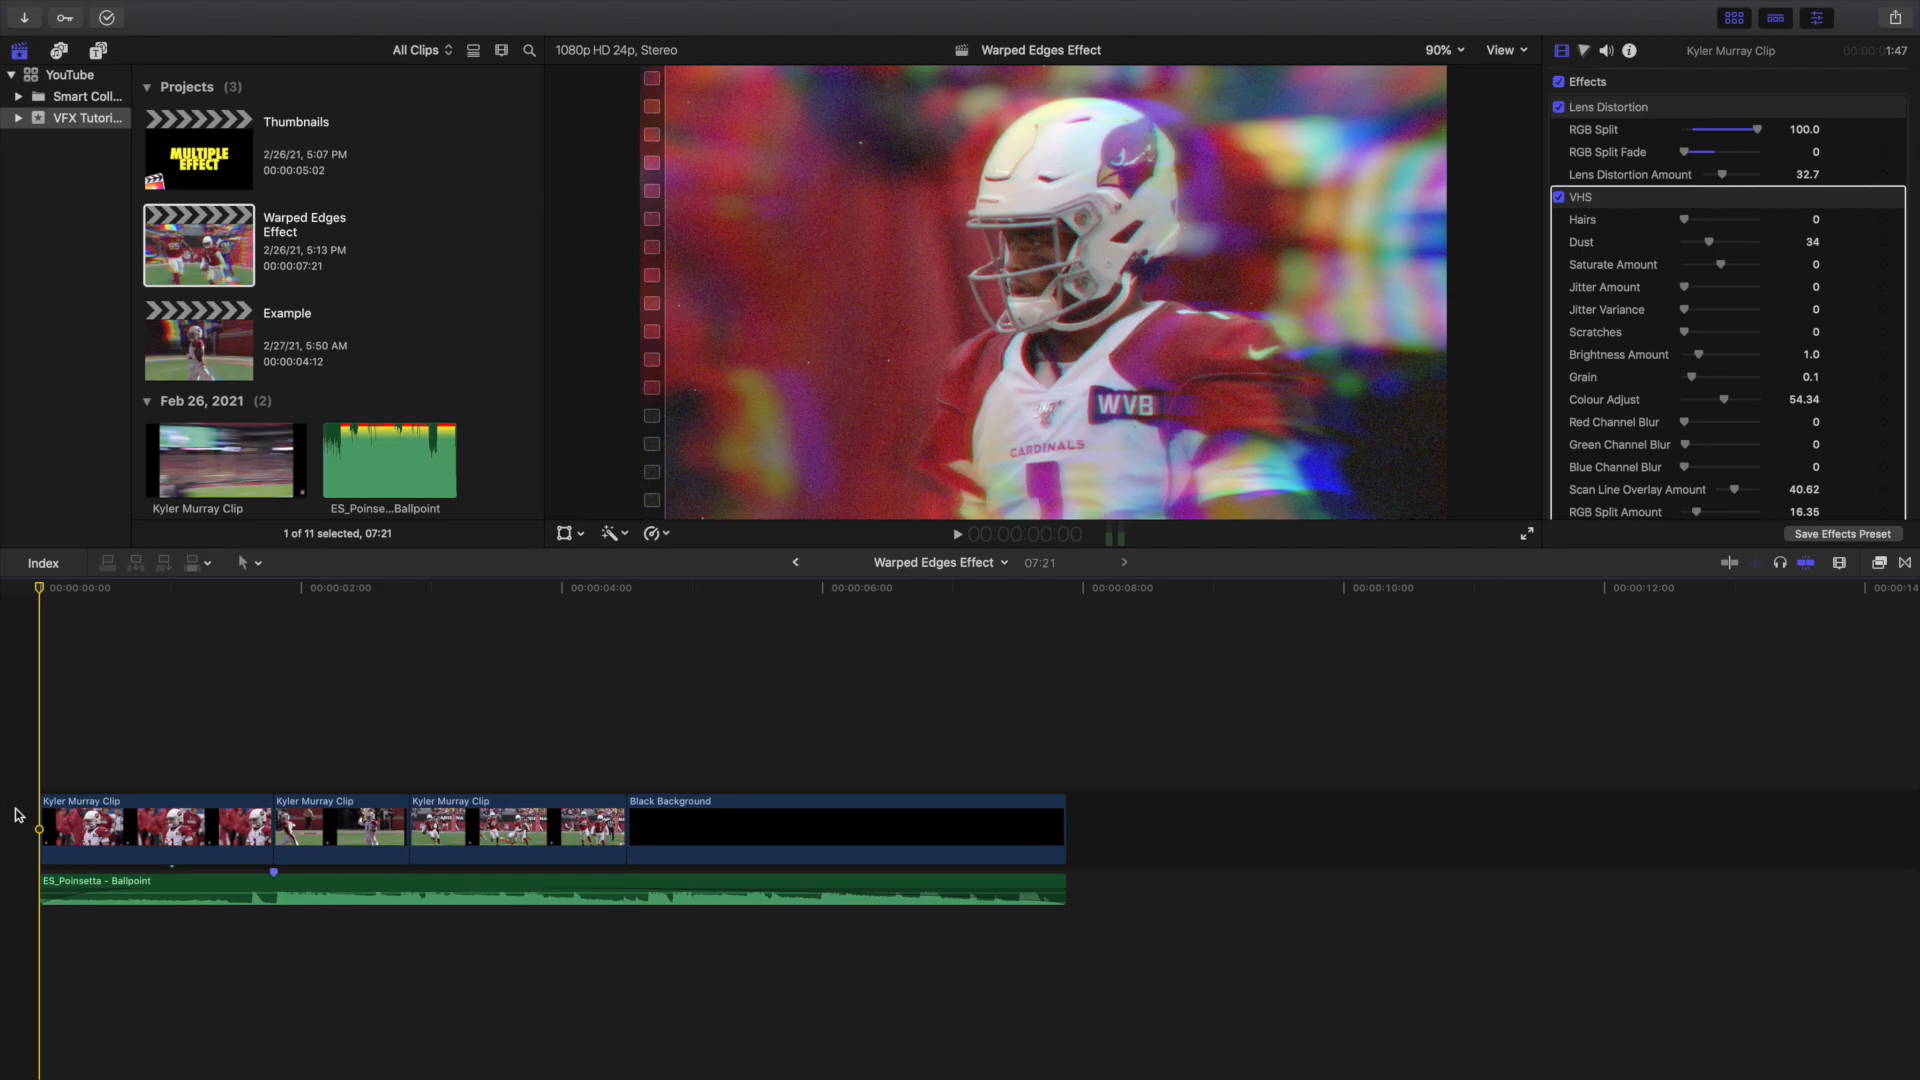 All Clips
1080p HD 24p, Stereo
Warped Edges Effect
90%
View
Kyler Murray Clip
00:00:01:47
YouTube
Smart Coll...
VFX Tutori...
Projects (3)
Thumbnails
2/26/21, 5:07 PM
00:00:05:02
MULTIPLE
EFFECT
Warped Edges
Effect
2/26/21, 5:13 PM
00:00:07:21
Example
2/27/21, 5:50 AM
00:00:04:12
Feb 26, 2021 (2)
Kyler Murray Clip
ES_Poinse...Ballpoint
1 of 11 selected, 07:21
WVB
CARDINALS
1
00:00:00:00
Effects
Lens Distortion
RGB Split 100.0
RGB Split Fade 0
Lens Distortion Amount 32.7
VHS
Hairs 0
Dust 34
Saturate Amount 0
Jitter Amount 0
Jitter Variance 0
Scratches 0
Brightness Amount 1.0
Grain 0.1
Colour Adjust 54.34
Red Channel Blur 0
Green Channel Blur 0
Blue Channel Blur 0
Scan Line Overlay Amount 40.62
RGB Split Amount 16.35
Save Effects Preset
Index
Warped Edges Effect
07:21
00:00:00:00 00:00:02:00 00:00:04:00 00:00:06:00 00:00:08:00 00:00:10:00 00:00:12:00 00:00:14
Kyler Murray Clip Kyler Murray Clip Kyler Murray Clip Black Background
ES_Poinsetta - Ballpoint